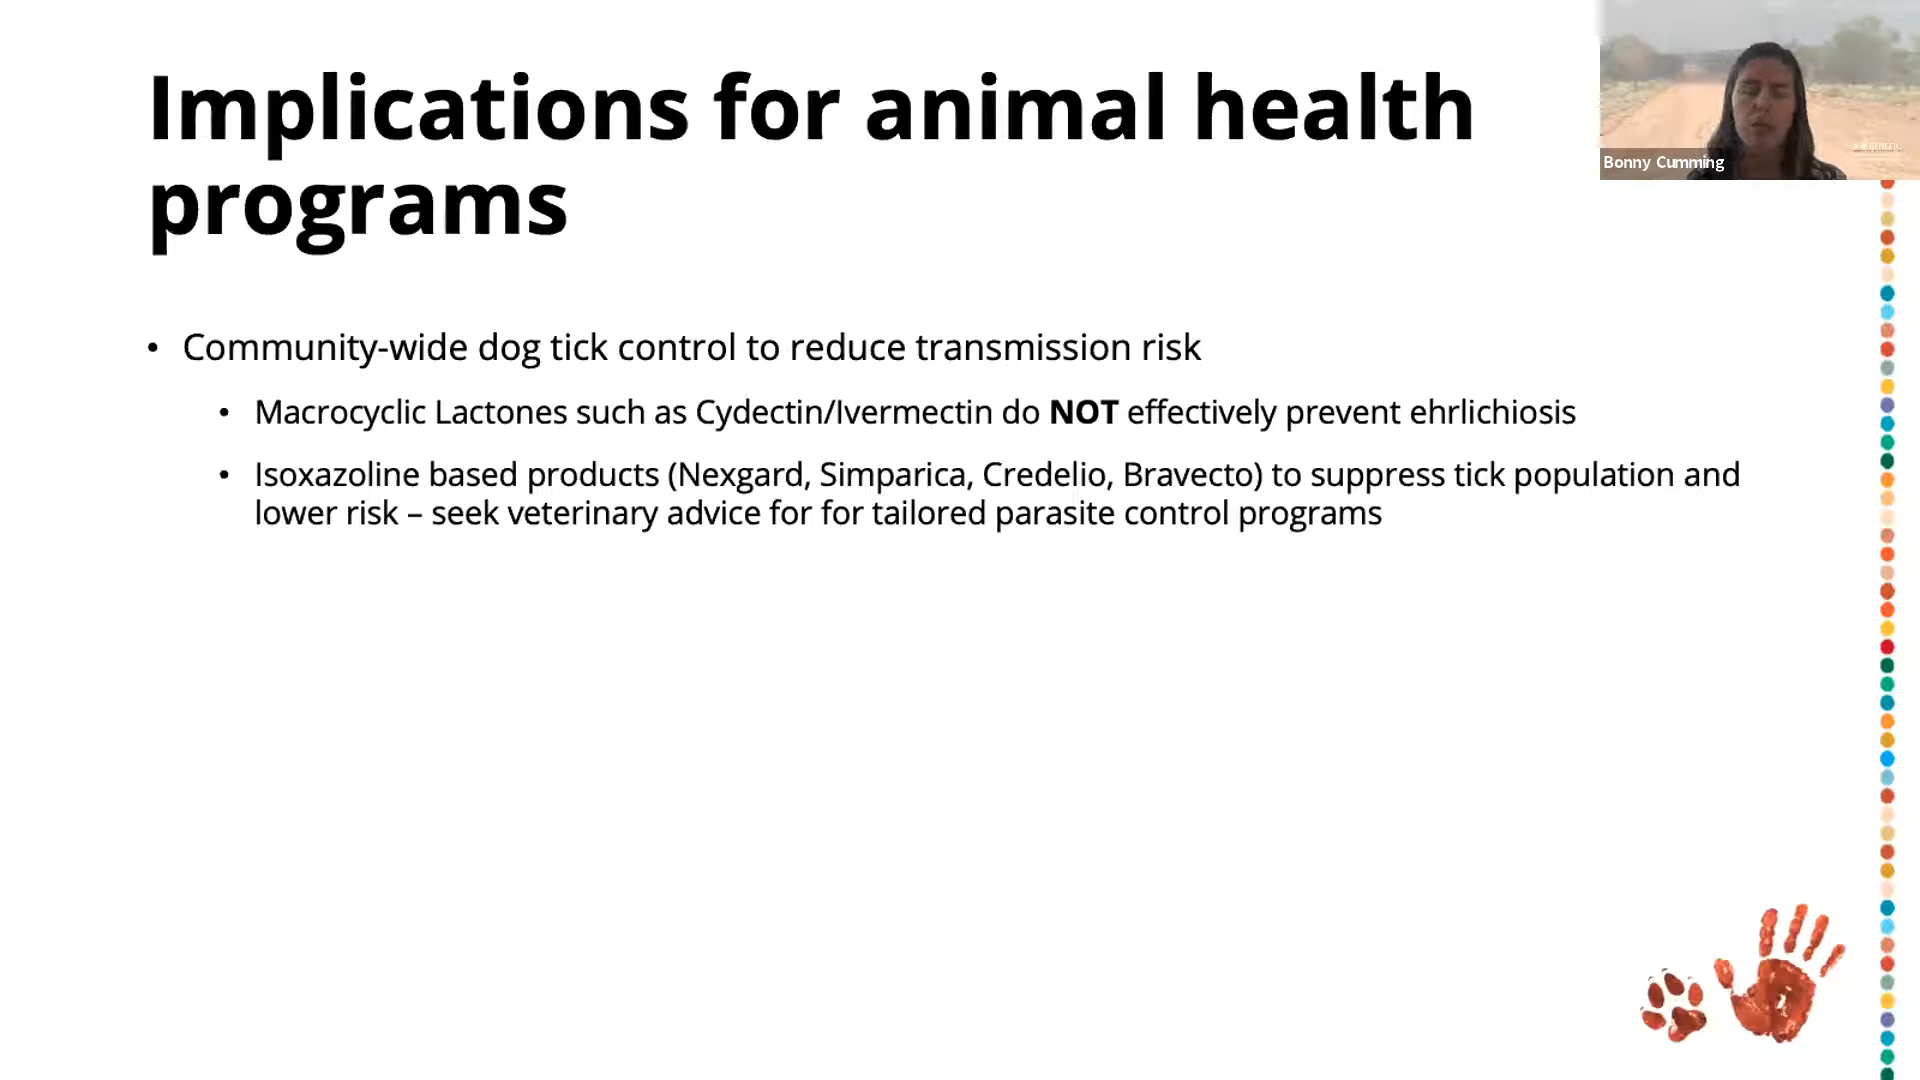 Implications for animal health
programs
Bonny Cumming
• Community-wide dog tick control to reduce transmission risk
• Macrocyclic Lactones such as Cydectin/Ivermectin do NOT effectively prevent ehrlichiosis
• Isoxazoline based products (Nexgard, Simparica, Credelio, Bravecto) to suppress tick population and
lower risk – seek veterinary advice for for tailored parasite control programs